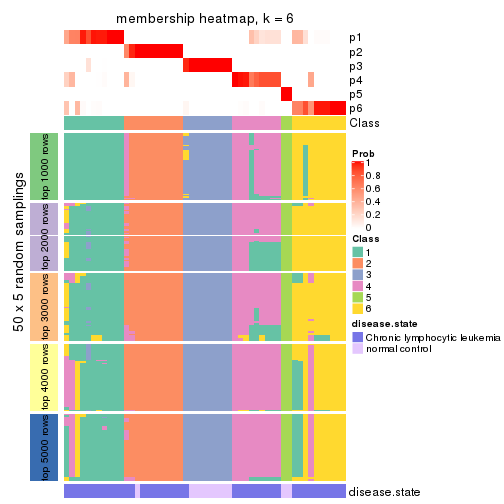 membership heatmap, k = 6
p1
p2
p3
p4
p5
p6
Class
50 x 5 random samplings
top 1000 rows
top 2000 rows
top 3000 rows
top 4000 rows
top 5000 rows
Prob
1
0.8
0.6
0.4
0.2
0
Class
1
2
3
4
5
6
disease.state
Chronic lymphocytic leukemia
normal control
disease.state